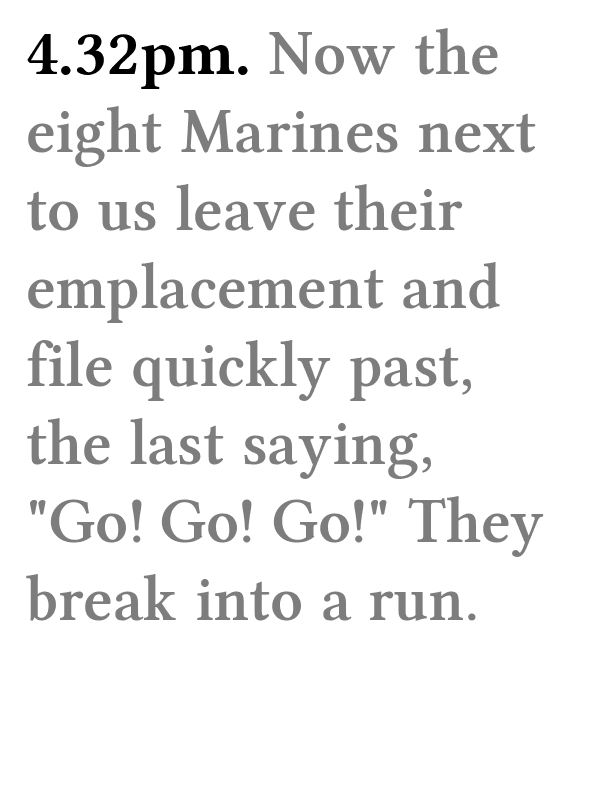 4.32pm. Now the
eight Marines next
to us leave their
emplacement and
file quickly past,
the last saying,
"Go! Go! Go!" They
break into a run.